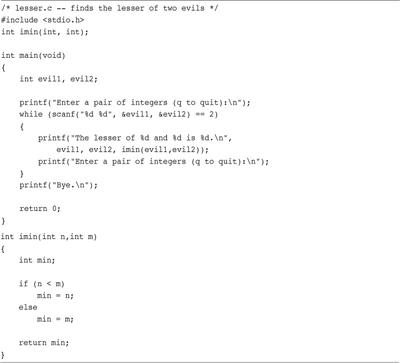 /* lesser.c -- finds the lesser of two evils */
#include <stdio.h>
int imin(int, int);
int main(void)
{
    int evil1, evil2;
    printf("Enter a pair of integers (q to quit):\n");
    while (scanf("%d %d", &evil1, &evil2) == 2)
    {
        printf("The lesser of %d and %d is %d.\n",
            evil1, evil2, imin(evil1,evil2));
        printf("Enter a pair of integers (q to quit):\n");
    }
    printf("Bye.\n");
    return 0;
}
int imin(int n,int m)
{
    int min;
    if (n < m)
        min = n;
    else
        min = m;
    return min;
}